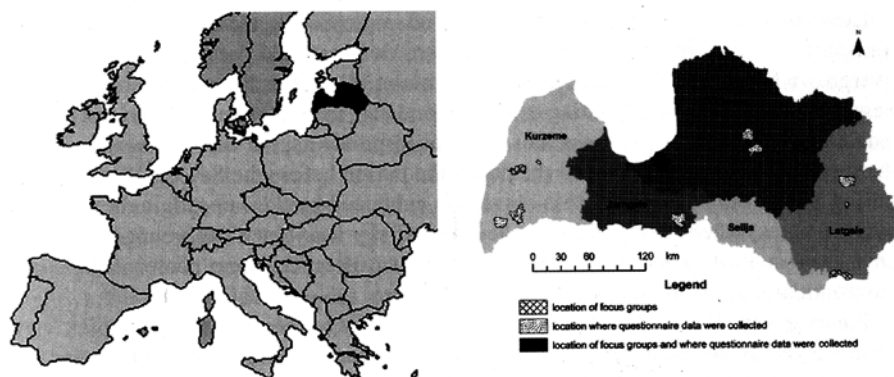 N
Kurzeme
Selija
Latgale
0 30 60 120 km
Legend
location of focus groups
location where questionnaire data were collected
location of focus groups and where questionnaire data were collected